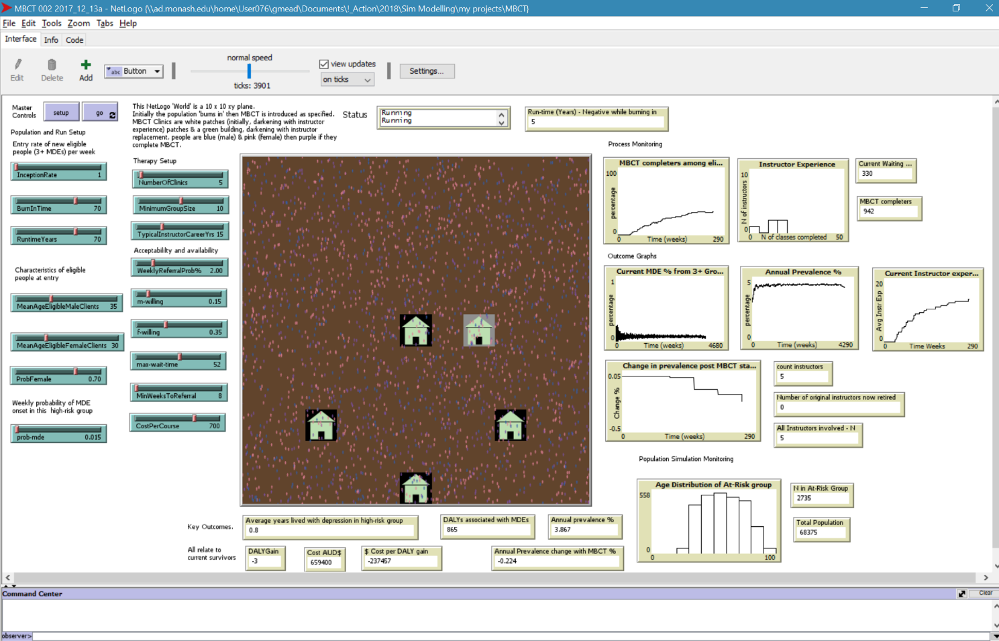 MBCT 002 2017_12_13a - NetLogo {\\ad.monash.edu\home\User076\gmead\Documents\!_Action\2018\Sim Modelling\my projects\MBCT}
File Edit Tools Zoom Tabs Help
Interface Info Code
Edit
Delete
Add
abc Button
normal speed
ticks: 3901
view updates
on ticks
Settings...
Master
Controls
setup
go
This NetLogo 'World' is a 10 x 10 xy plane.
Initially the population 'burns in' then MBCT is introduced as specified.
MBCT Clinics are white patches (initially, darkening with instructor
experience) patches & a green building, darkening with instructor
replacement, people are blue (male) & pink (female) then purple if they
complete MBCT.
Status
Running
Running
Run-time (Years) - Negative while burning in
5
Population and Run Setup
Entry rate of new eligible
people (3+ MDEs) per week
InceptionRate 1
BurnInTime 70
RuntimeYears 70
Characteristics of eligible
people at entry
MeanAgeEligibleMaleClients 35
MeanAgeEligibleFemaleClients 30
ProbFemale 0.70
Weekly probability of MDE
onset in this high-risk group
prob-mde 0.015
Therapy Setup
NumberOfClinics 5
MinimumGroupSize 10
TypicalInstructorCareerYrs 15
Acceptabililty and availability
WeeklyReferralProb% 2.00
m-willing 0.15
f-willing 0.35
max-wait-time 52
MinWeeksToReferral 8
CostPerCourse 700
Process Monitoring
MBCT completers among eli...
100
percentage
0
0 Time (weeks) 290
Instructor Experience
10
N of instructors
0
0 N of classes completed 50
Current Waiting ...
330
MBCT completers
942
Outcome Graphs
Current MDE % from 3+ Gro...
1
percentage
0
0 Time (weeks) 4680
Annual Prevalence %
5
percentage
0
0 Time (weeks) 4290
Current Instructor exper...
20
Avg Instr Exp
0
0 Time Weeks 290
Change in prevalence post MBCT sta...
0.05
Change %
-0.5
0 Time (weeks) 290
count instructors
5
Number of original instructors now retired
0
All Instructors involved - N
5
Population Simulation Monitoring
Age Distribution of At-Risk group
558
0
0 100
N in At-Risk Group
2735
Total Population
68375
Key Outcomes.
Average years lived with depression in high-risk group
0.8
DALYs associated with MDEs
865
Annual prevalence %
3.867
All relate to
current survivors
DALYGain
-3
Cost AUD$
659400
$ Cost per DALY gain
-237457
Annual Prevalence change with MBCT %
-0.224
Command Center
Clear
observer>